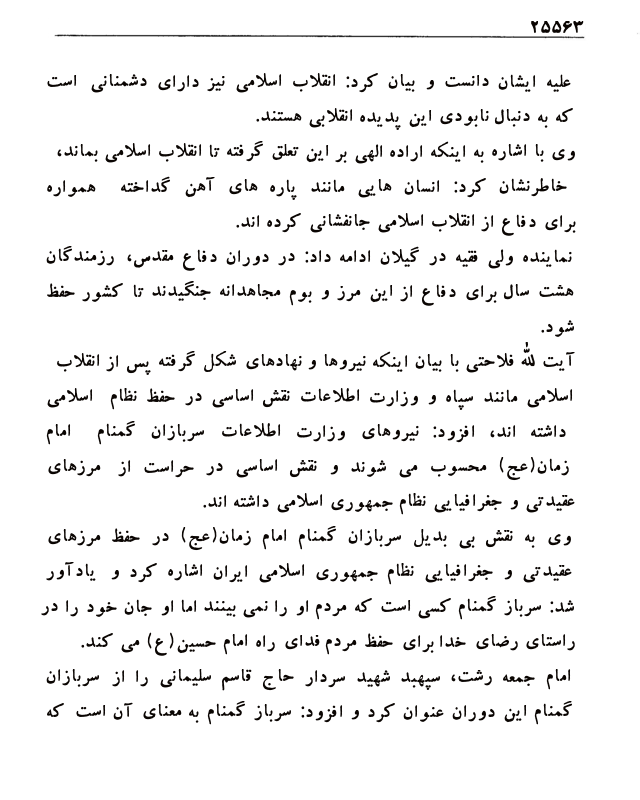 ۲۵۵۶۳
علیه ایشان دانست و بیان کرد: انقلاب اسلامی نیز دارای دشمنانی است
که به دنبال نابودی این پدیده انقلابی هستند.
وی با اشاره به اینکه اراده الهی بر این تعلق گرفته تا انقلاب اسلامی بماند،
خاطرنشان کرد: انسان هایی مانند پاره های آهن گداخته همواره
برای دفاع از انقلاب اسلامی جانفشانی کرده اند.
نماینده ولی فقیه در گیلان ادامه داد: در دوران دفاع مقدس، رزمندگان
هشت سال برای دفاع از این مرز و بوم مجاهدانه جنگیدند تا کشور حفظ
شود.
آیت الله فلاحتی با بیان اینکه نیروها و نهادهای شکل گرفته پس از انقلاب
اسلامی مانند سپاه و وزارت اطلاعات نقش اساسی در حفظ نظام اسلامی
داشته اند، افزود: نیروهای وزارت اطلاعات سربازان گمنام امام
زمان(عج) محسوب می شوند و نقش اساسی در حراست از مرزهای
عقیدتی و جغرافیایی نظام جمهوری اسلامی داشته اند.
وی به نقش بی بدیل سربازان گمنام امام زمان(عج) در حفظ مرزهای
عقیدتی و جغرافیایی نظام جمهوری اسلامی ایران اشاره کرد و یادآور
شد: سرباز گمنام کسی است که مردم او را نمی بینند اما او جان خود را در
راستای رضای خدا برای حفظ مردم فدای راه امام حسین(ع) می کند.
امام جمعه رشت، سپهبد شهید سردار حاج قاسم سلیمانی را از سربازان
گمنام این دوران عنوان کرد و افزود: سرباز گمنام به معنای آن است که